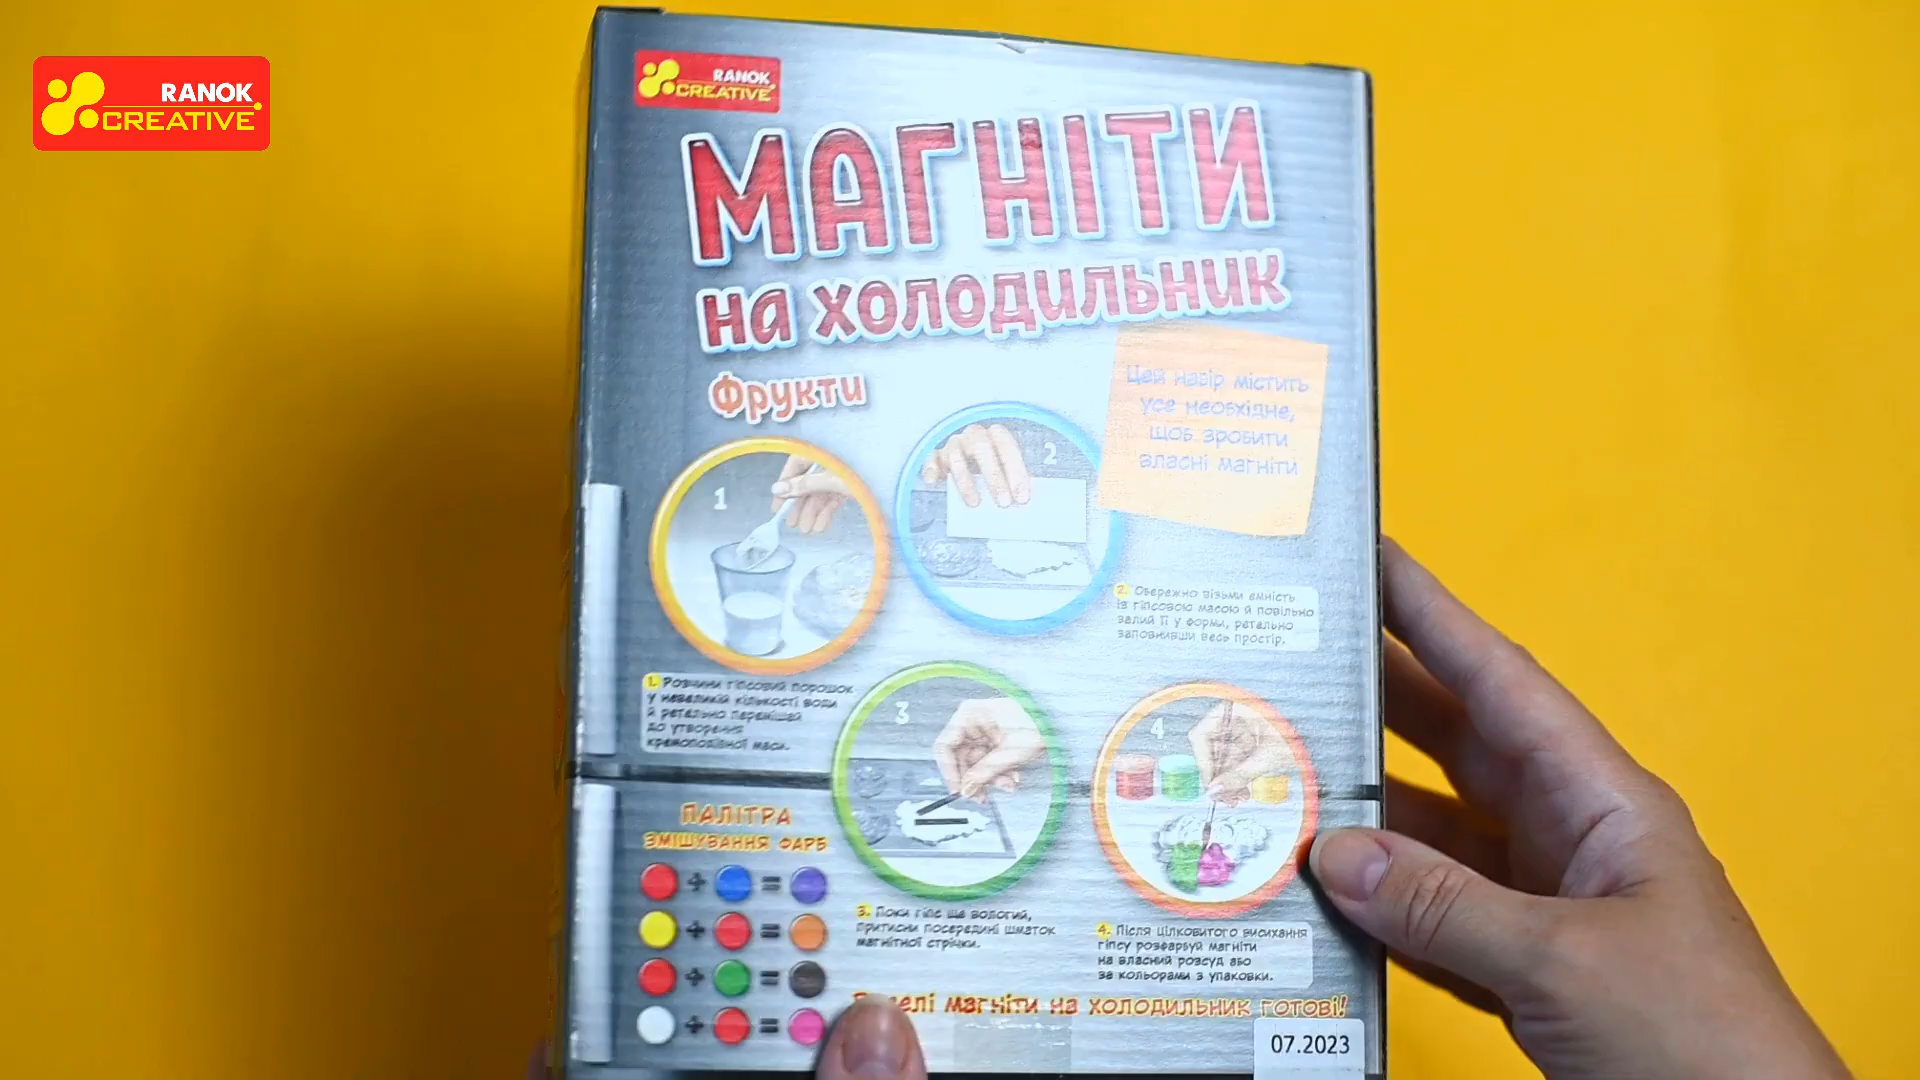 RANOK
CREATIVE
RANOK
CREATIVE
МАГНІТИ
на холодильник
Фрукти
Цей набір містить
усе необхідне,
щоб зробити
власні магніти
1
2
2. Обережно візьми ємність
із гіпсовою масою й повільно
залий її у форми, ретельно
заповнивши весь простір.
1. Розчини гіпсовий порошок
у невеликій кількості води
й ретельно перемішай
до утворення
кремоподібної маси.
3
4
ПАЛІТРА
ЗМІШУВАННЯ ФАРБ
+ =
+ =
+ =
+ =
3. Поки гіпс ще вологий,
притисни посередині шматок
магнітної стрічки.
4. Після цілковитого висихання
гіпсу розфарбуй магніти
на власний розсуд або
за кольорами з упаковки.
магніти на холодильник готові!
07.2023